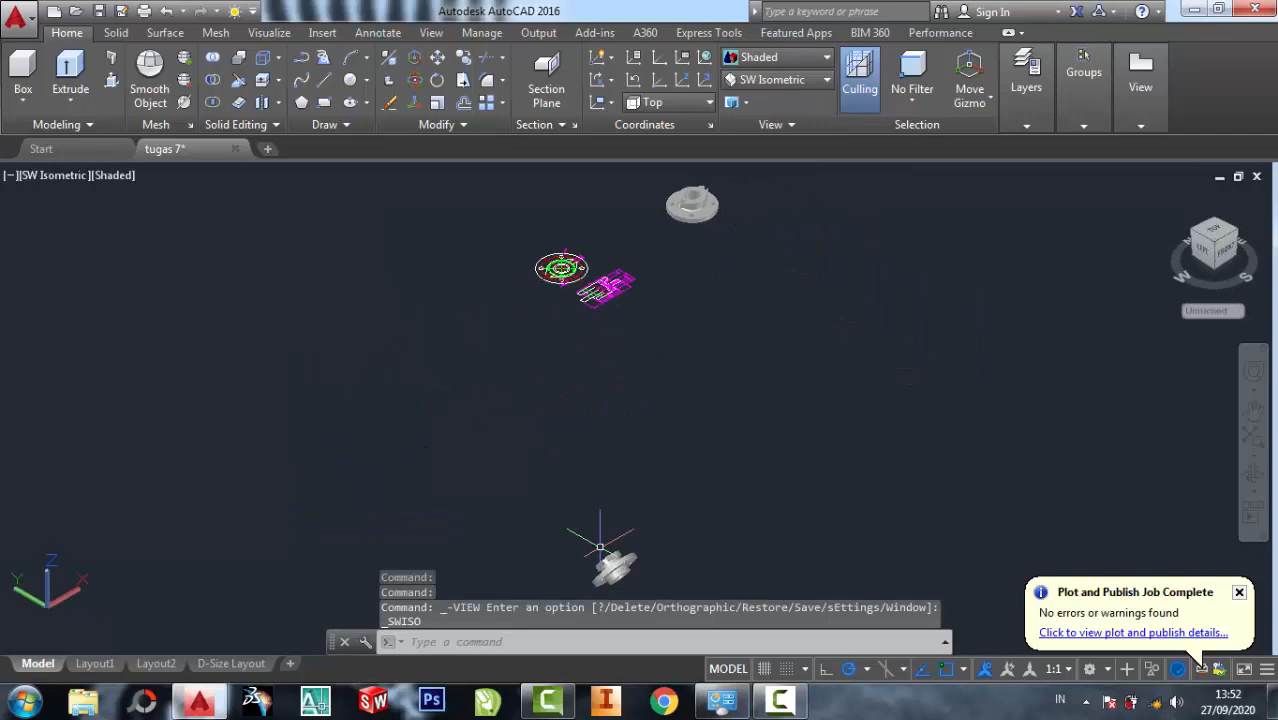 Autodesk AutoCAD 2016
Type a keyword or phrase
Sign In
Home Solid Surface Mesh Visualize Insert Annotate View Manage Output Add-ins A360 Express Tools Featured Apps BIM 360 Performance
Box
Extrude
Smooth Object
Section Plane
Top
Shaded
SW Isometric
Culling
No Filter
Move Gizmo
Layers
Groups
View
Modeling Mesh Solid Editing Draw Modify Section Coordinates View Selection
Start
tugas 7*
[−][SW Isometric][Shaded]
TOP
LEFT
FRONT
W
S
Unnamed
Z
Y
X
Command:
Command:
Command: _-VIEW Enter an option [?/Delete/Orthographic/Restore/Save/sEttings/Window]:
_SWISO
Type a command
Plot and Publish Job Complete
No errors or warnings found
Click to view plot and publish details...
Model Layout1 Layout2 D-Size Layout
MODEL
1:1
IN
13:52
27/09/2020